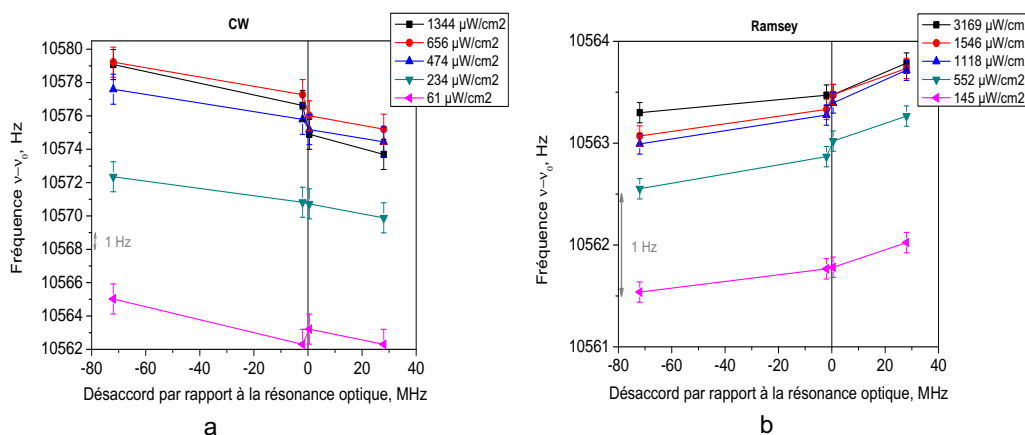 CW
1344 µW/cm2
656 µW/cm2
474 µW/cm2
234 µW/cm2
61 µW/cm2
Fréquence ν–ν₀, Hz
10580
10578
10576
10574
10572
10570
10568
10566
10564
10562
1 Hz
-80 -60 -40 -20 0 20 40
Désaccord par rapport à la résonance optique, MHz
a
Ramsey
3169 µW/cm
1546 µW/cm
1118 µW/cm
552 µW/cm2
145 µW/cm2
Fréquence ν–ν₀, Hz
10564
10563
10562
10561
1 Hz
-80 -60 -40 -20 0 20 40
Désaccord par rapport à la résonance optique, MHz
b